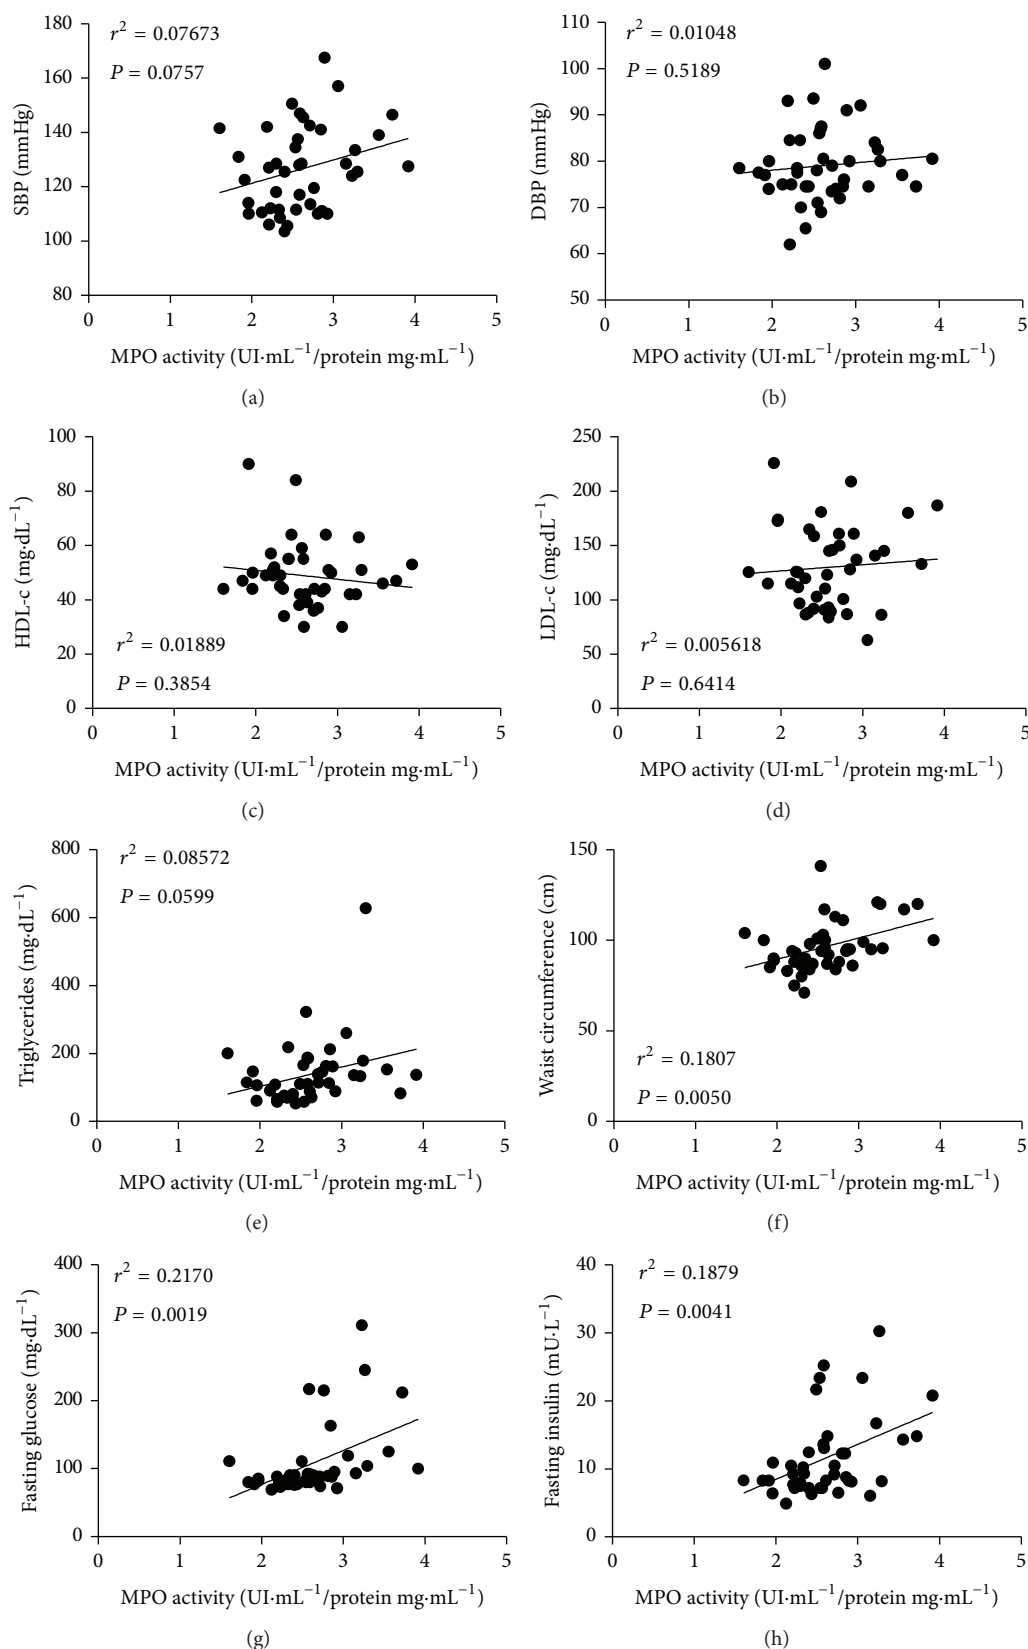 180
160
140
120
100
80
SBP (mmHg)
r² = 0.07673
P = 0.0757
0 1 2 3 4 5
MPO activity (UI·mL⁻¹/protein mg·mL⁻¹)
(a)
110
100
90
80
70
60
50
DBP (mmHg)
r² = 0.01048
P = 0.5189
0 1 2 3 4 5
MPO activity (UI·mL⁻¹/protein mg·mL⁻¹)
(b)
100
80
60
40
20
0
HDL-c (mg·dL⁻¹)
r² = 0.01889
P = 0.3854
0 1 2 3 4 5
MPO activity (UI·mL⁻¹/protein mg·mL⁻¹)
(c)
250
200
150
100
50
0
LDL-c (mg·dL⁻¹)
r² = 0.005618
P = 0.6414
0 1 2 3 4 5
MPO activity (UI·mL⁻¹/protein mg·mL⁻¹)
(d)
800
600
400
200
0
Triglycerides (mg·dL⁻¹)
r² = 0.08572
P = 0.0599
0 1 2 3 4 5
MPO activity (UI·mL⁻¹/protein mg·mL⁻¹)
(e)
150
100
50
0
Waist circumference (cm)
r² = 0.1807
P = 0.0050
0 1 2 3 4 5
MPO activity (UI·mL⁻¹/protein mg·mL⁻¹)
(f)
400
300
200
100
0
Fasting glucose (mg·dL⁻¹)
r² = 0.2170
P = 0.0019
0 1 2 3 4 5
MPO activity (UI·mL⁻¹/protein mg·mL⁻¹)
(g)
40
30
20
10
0
Fasting insulin (mU·L⁻¹)
r² = 0.1879
P = 0.0041
0 1 2 3 4 5
MPO activity (UI·mL⁻¹/protein mg·mL⁻¹)
(h)